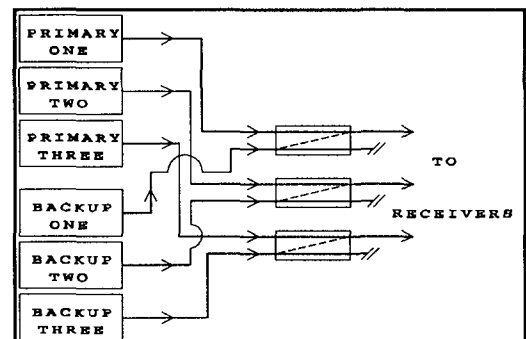 PRIMARY
ONE
PRIMARY
TWO
PRIMARY
THREE
BACKUP
ONE
BACKUP
TWO
BACKUP
THREE
TO
RECEIVERS